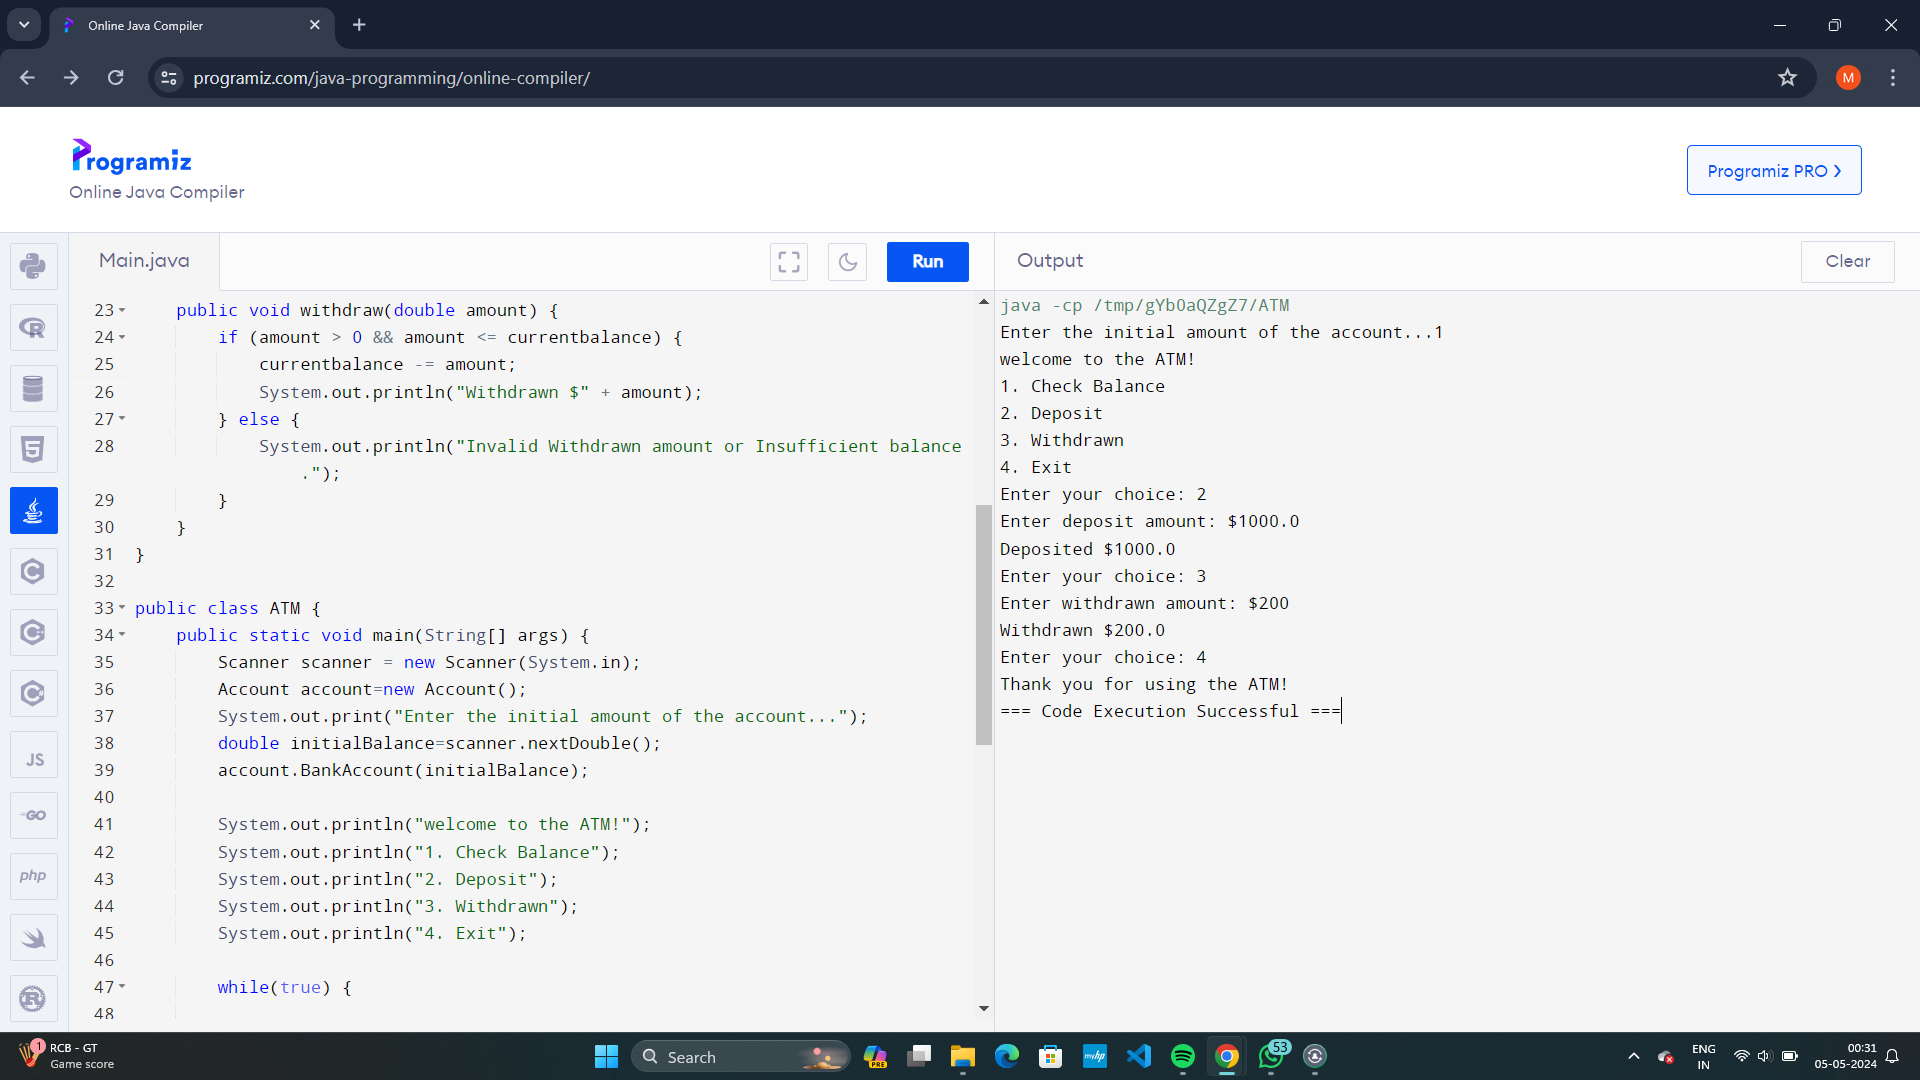 Online Java Compiler
programiz.com/java-programming/online-compiler/
M
Programiz
Online Java Compiler
Programiz PRO
Main.java
Run
Output
Clear
23 public void withdraw(double amount) {
24 if (amount > 0 && amount <= currentbalance) {
25 currentbalance -= amount;
26 System.out.println("Withdrawn $" + amount);
27 } else {
28 System.out.println("Invalid Withdrawn amount or Insufficient balance
.");
29 }
30 }
31 }
32
33 public class ATM {
34 public static void main(String[] args) {
35 Scanner scanner = new Scanner(System.in);
36 Account account=new Account();
37 System.out.print("Enter the initial amount of the account...");
38 double initialBalance=scanner.nextDouble();
39 account.BankAccount(initialBalance);
40
41 System.out.println("welcome to the ATM!");
42 System.out.println("1. Check Balance");
43 System.out.println("2. Deposit");
44 System.out.println("3. Withdrawn");
45 System.out.println("4. Exit");
46
47 while(true) {
48
java -cp /tmp/gYb0aQZgZ7/ATM
Enter the initial amount of the account...1
welcome to the ATM!
1. Check Balance
2. Deposit
3. Withdrawn
4. Exit
Enter your choice: 2
Enter deposit amount: $1000.0
Deposited $1000.0
Enter your choice: 3
Enter withdrawn amount: $200
Withdrawn $200.0
Enter your choice: 4
Thank you for using the ATM!
=== Code Execution Successful ===
JS
GO
php
1
RCB - GT
Game score
Search
PRE
myhp
53
ENG
IN
00:31
05-05-2024